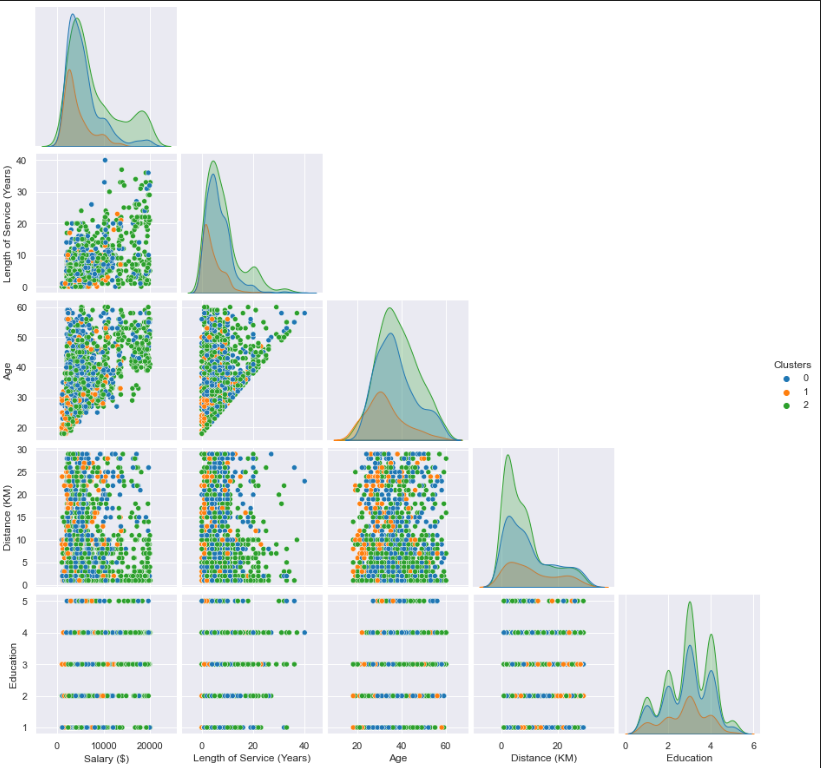 40
30
20
10
0
Length of Service (Years)
60
50
40
30
20
Age
Clusters
0
1
2
30
25
20
15
10
5
0
Distance (KM)
5
4
3
2
1
Education
0 10000 20000
0 20 40
20 40 60
0 20
0 2 4 6
Salary ($)
Length of Service (Years)
Age
Distance (KM)
Education